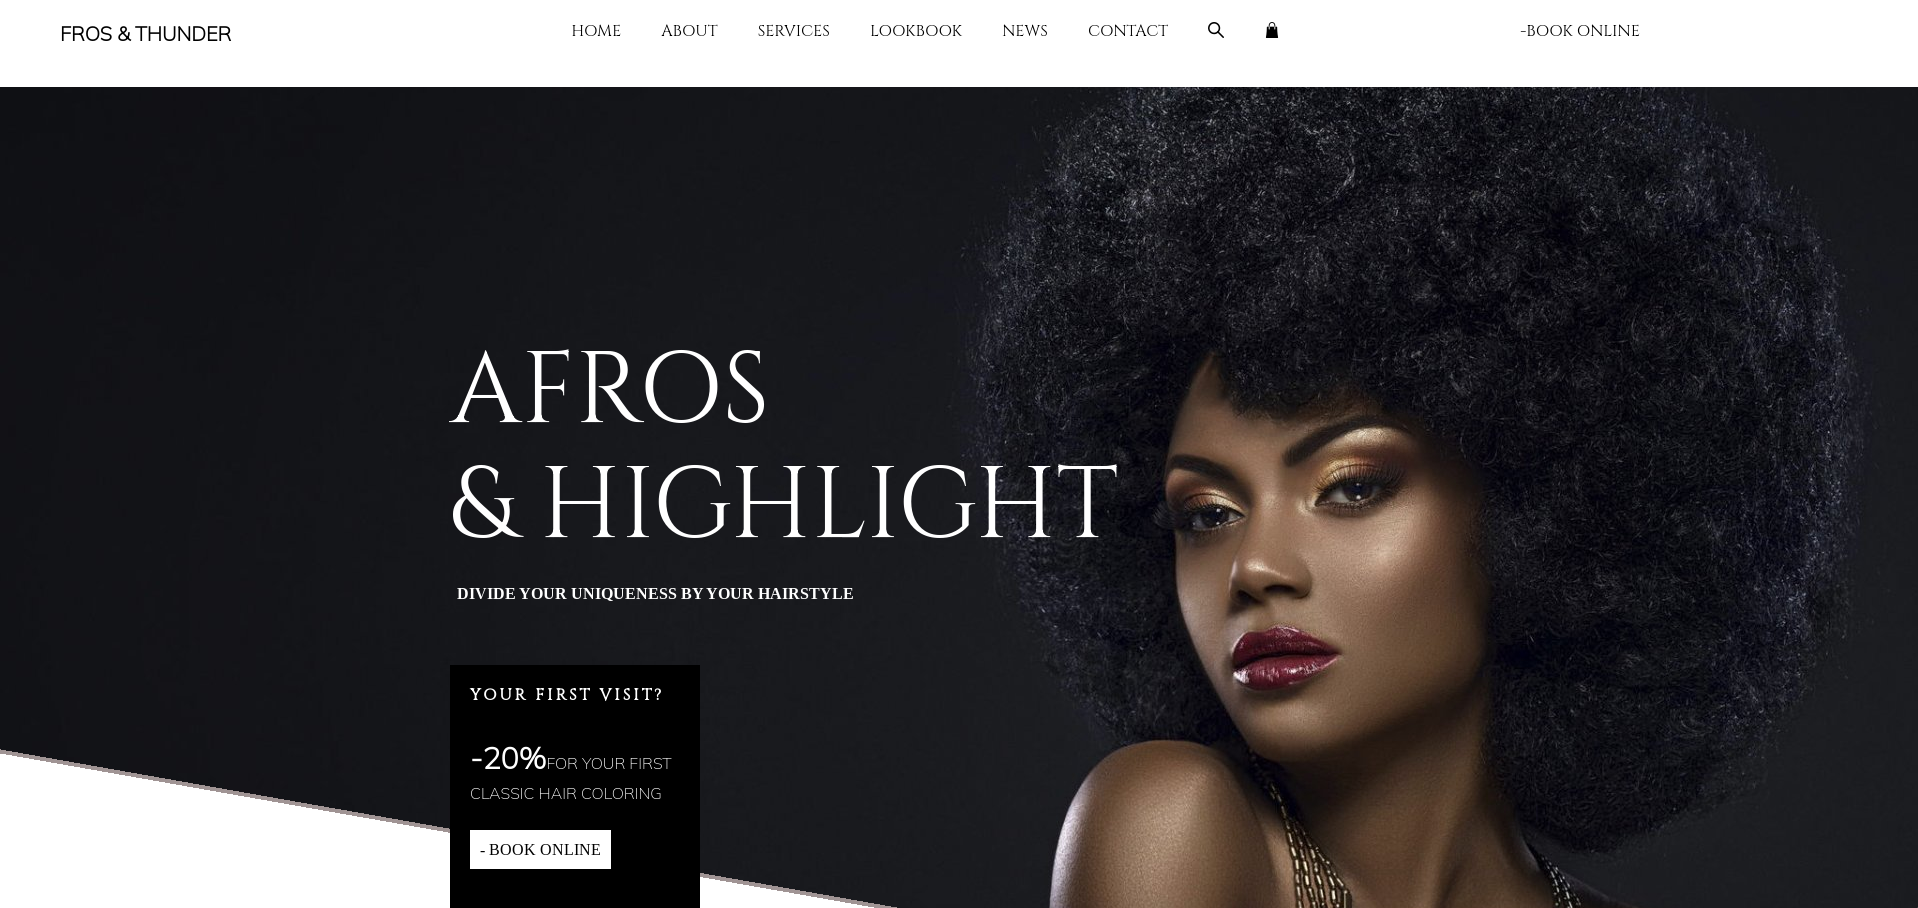 FROS & THUNDER
HOME ABOUT SERVICES LOOKBOOK NEWS CONTACT
-BOOK ONLINE
AFROS
& HIGHLIGHT
DIVIDE YOUR UNIQUENESS BY YOUR HAIRSTYLE
YOUR FIRST VISIT?
-20%FOR YOUR FIRST
CLASSIC HAIR COLORING
- BOOK ONLINE